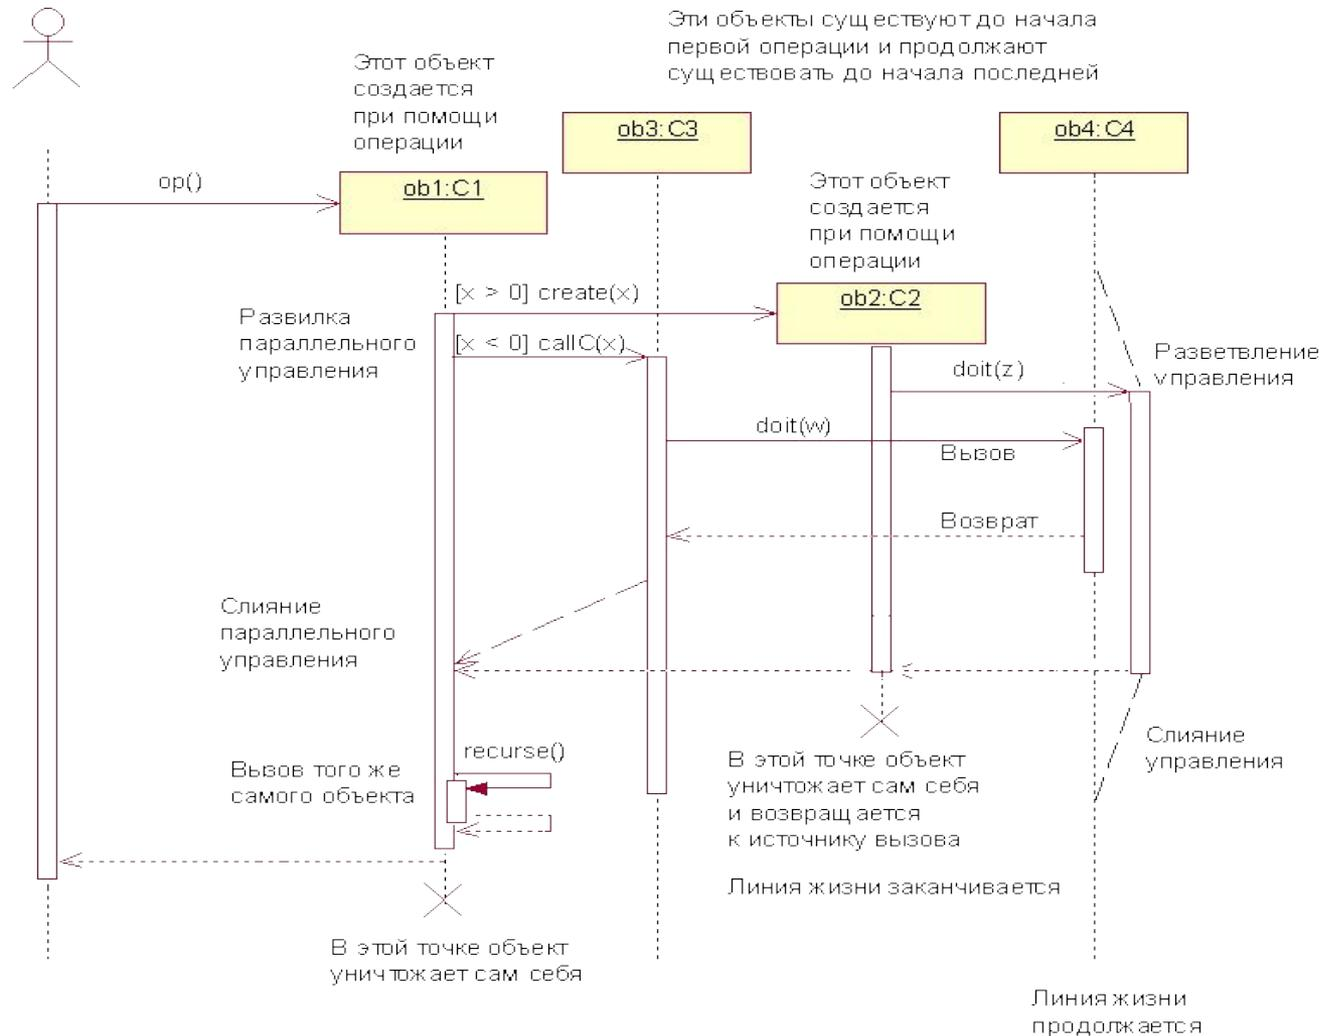 Эти объекты существуют до начала
первой операции и продолжают
существовать до начала последней
Этот объект
создается
при помощи
операции
ob3:C3
ob4:C4
op()
ob1:C1
Этот объект
создается
при помощи
операции
[x > 0] create(x)
ob2:C2
Развилка
параллельного
управления
[x < 0] callC(x)
Разветвление
управления
doit(z)
doit(w)
Вызов
Возврат
Слияние
параллельного
управления
recurse()
Вызов того же
самого объекта
Слияние
управления
В этой точке объект
уничтожает сам себя
и возвращается
к источнику вызова
Линия жизни заканчивается
В этой точке объект
уничтожает сам себя
Линия жизни
продолжается